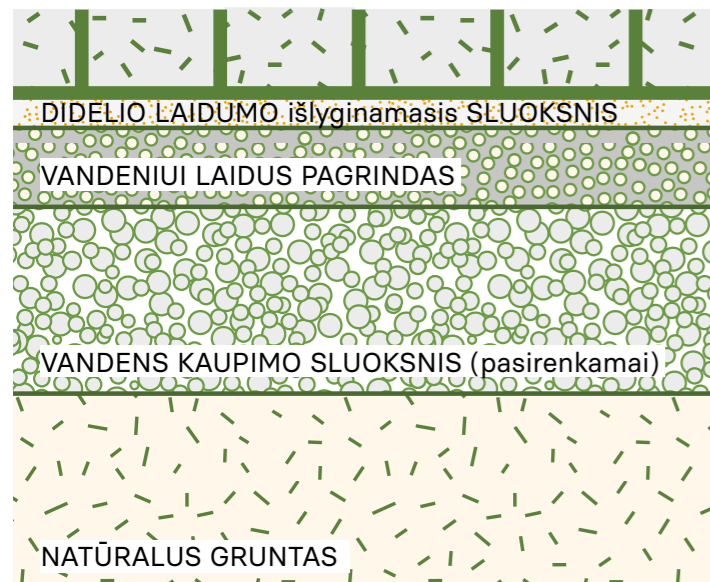 DIDELIO LAIDUMO išlyginamasis SLUOKSNIS
VANDENIUI LAIDUS PAGRINDAS
VANDENS KAUPIMO SLUOKSNIS (pasirenkamai)
NATŪRALUS GRUNTAS